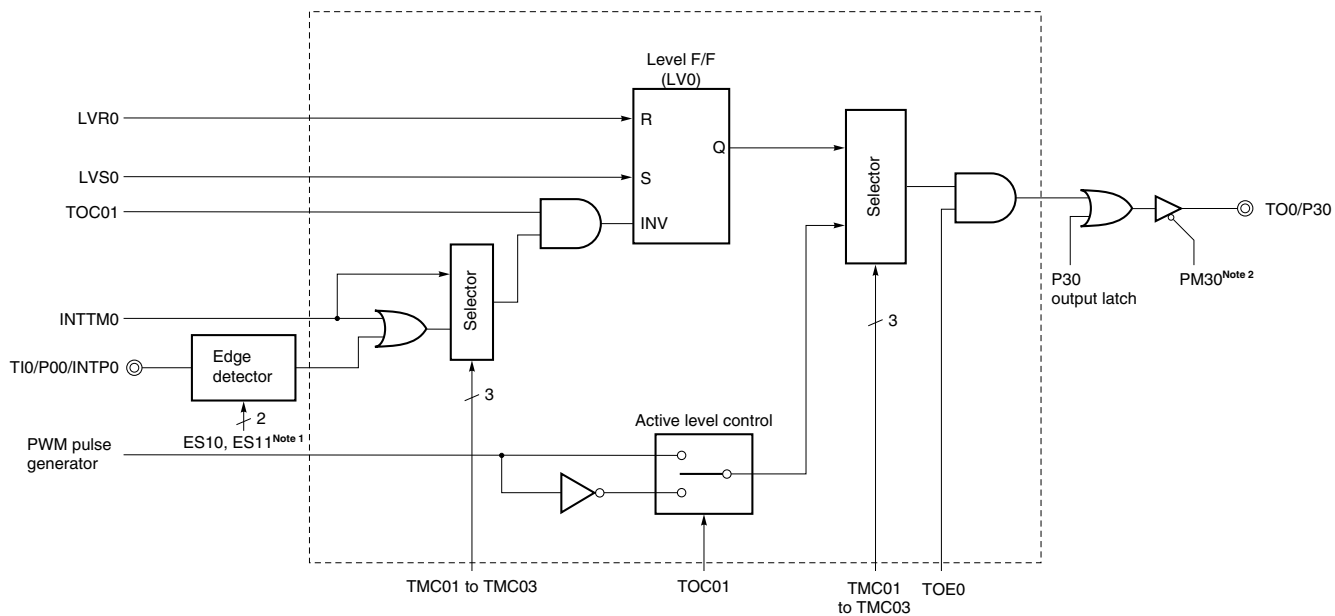 Level F/F
(LV0)
LVR0
R
Q
LVS0
S
TOC01
INV
Selector
Selector
TO0/P30
P30
output latch
PM30Note 2
INTTM0
TI0/P00/INTP0
Edge
detector
3
3
2
ES10, ES11Note 1
Active level control
PWM pulse
generator
TMC01 to TMC03
TOC01
TMC01
to TMC03
TOE0